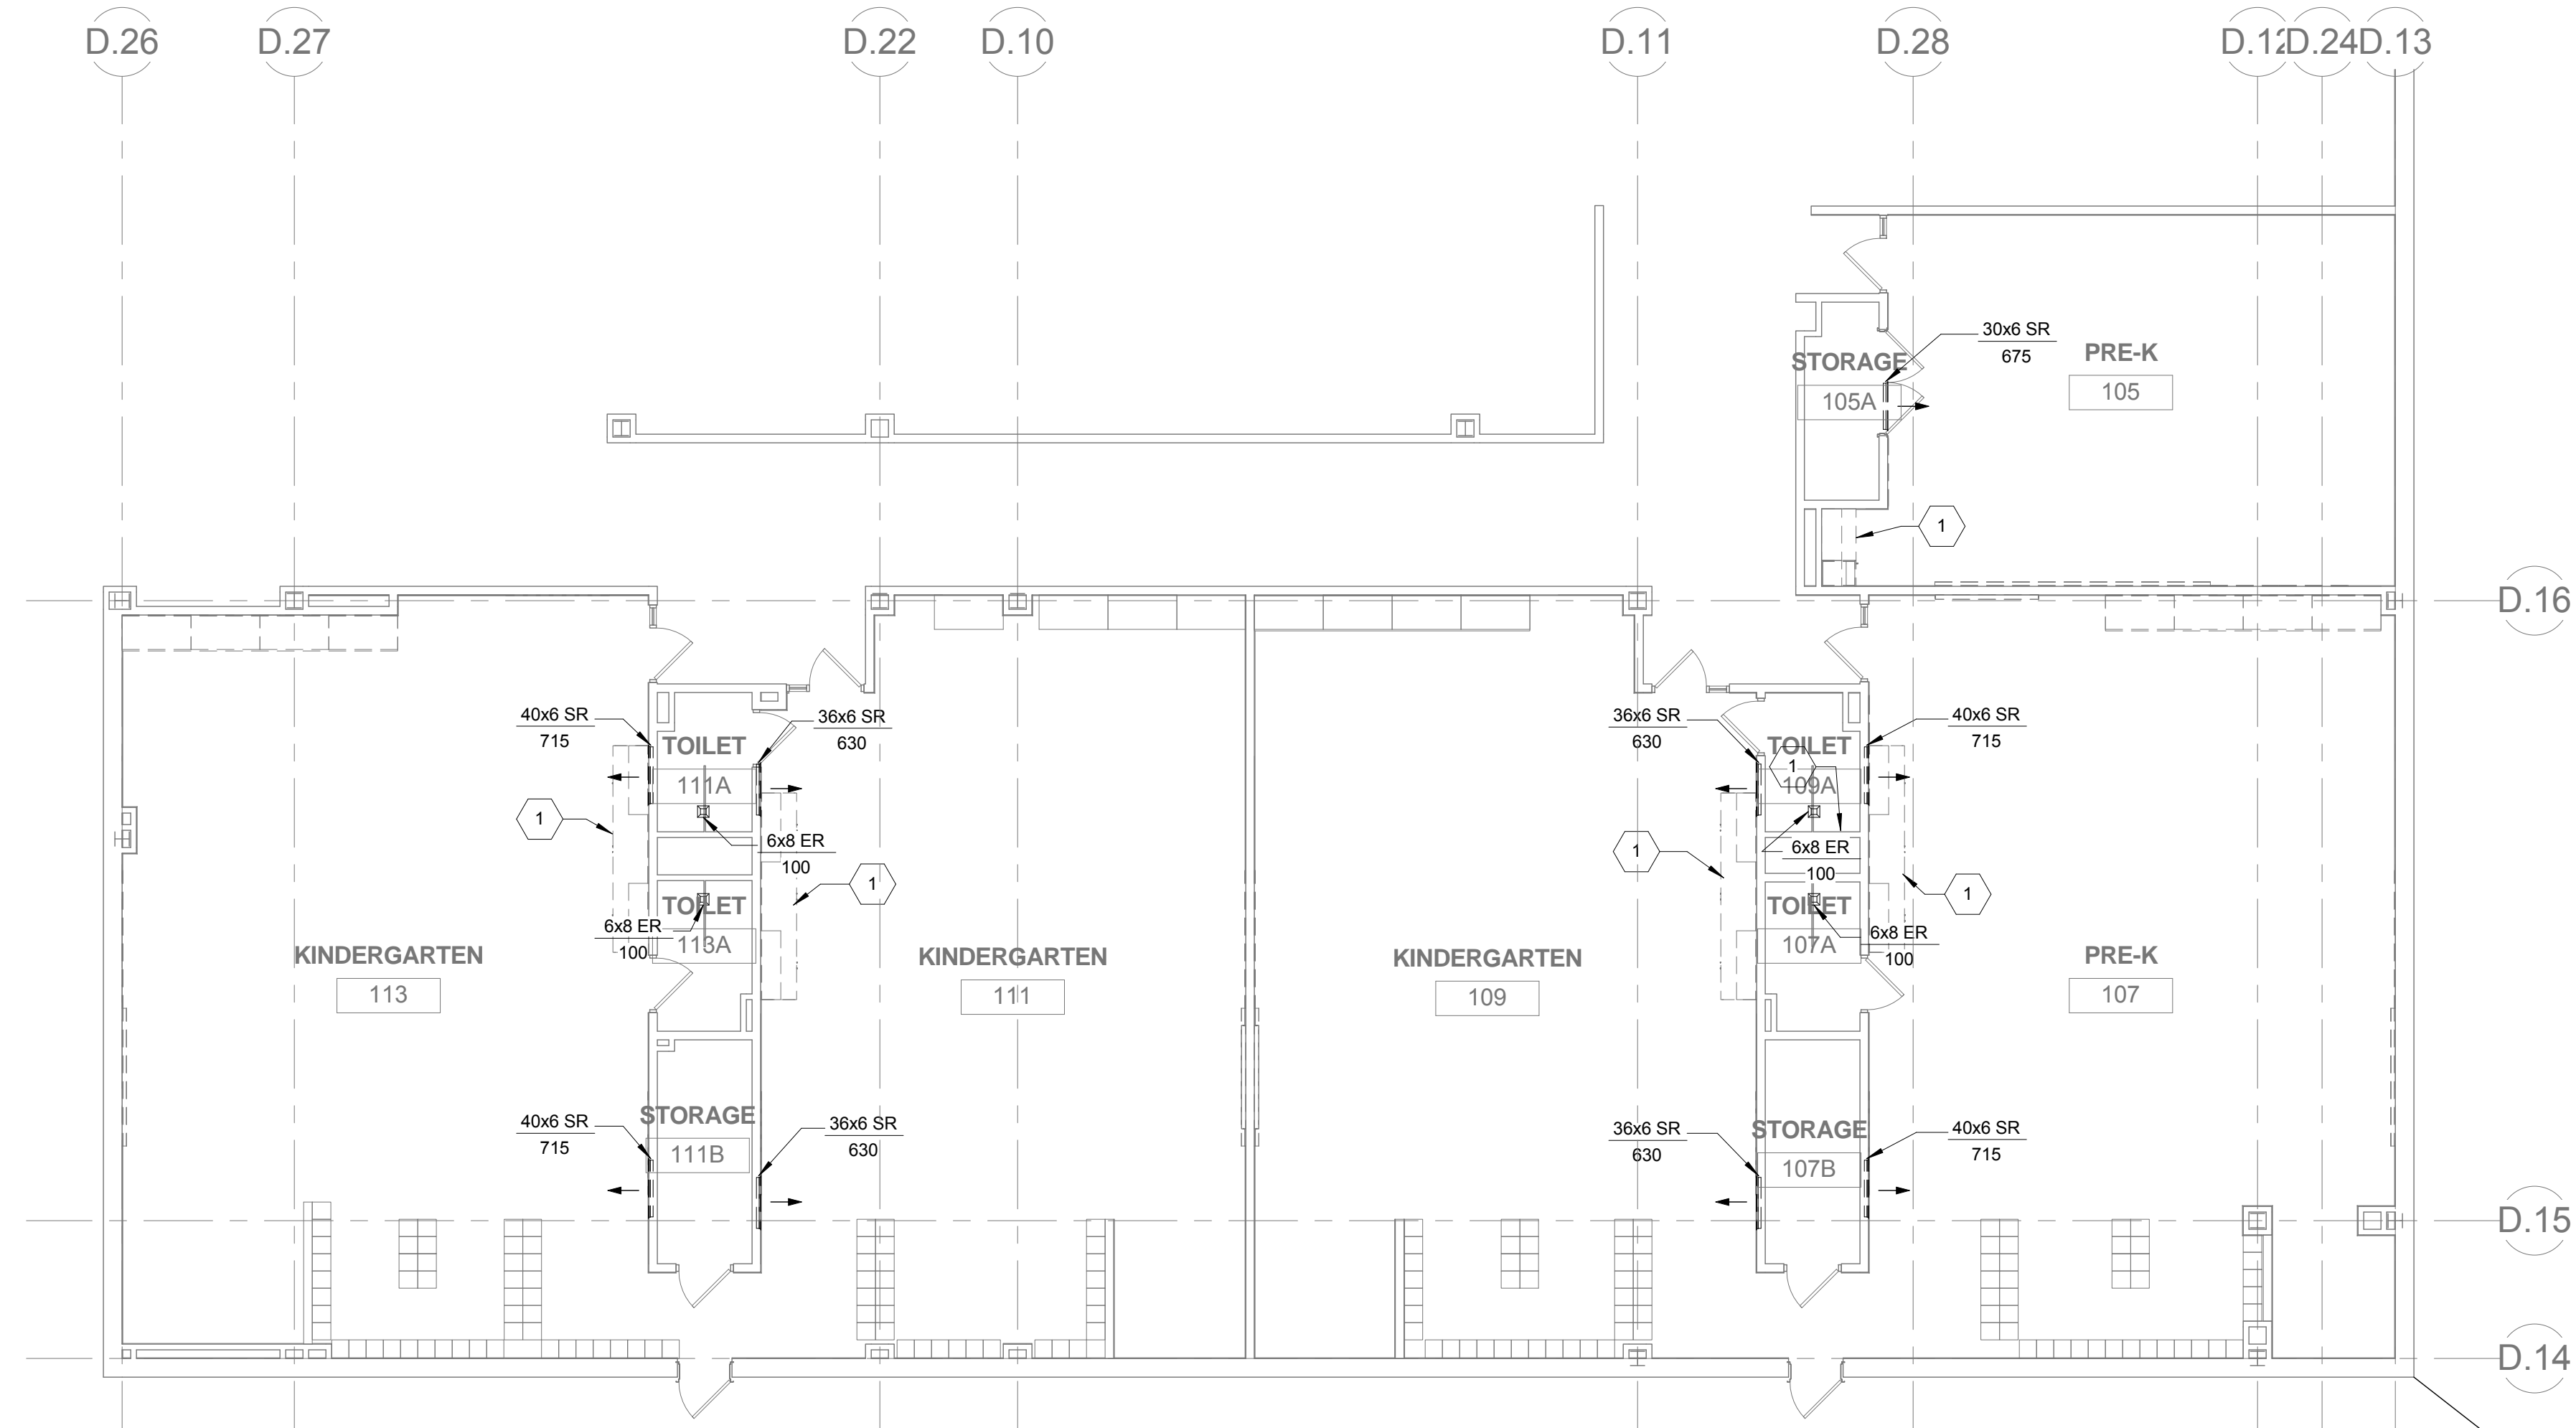 D.26
D.27
D.22
D.10
D.11
D.28
D.12
D.24
D.13
30x6 SR
675
PRE-K
105
STORAGE
105A
1
D.16
40x6 SR
715
TOILET
111A
36x6 SR
630
36x6 SR
630
TOILET
109A
1
40x6 SR
715
1
6x8 ER
100
1
1
6x8 ER
100
1
TOILET
113A
6x8 ER
100
TOILET
107A
6x8 ER
100
KINDERGARTEN
113
KINDERGARTEN
111
KINDERGARTEN
109
PRE-K
107
40x6 SR
715
STORAGE
111B
36x6 SR
630
36x6 SR
630
STORAGE
107B
40x6 SR
715
D.15
D.14